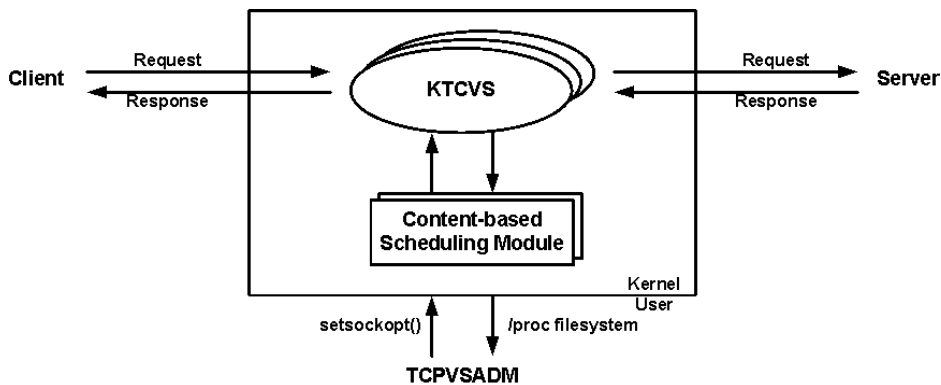 Request
Request
Client
KTCVS
Server
Response
Response
Content-based
Scheduling Module
Kernel
User
setsockopt()
/proc filesystem
TCPVSADM